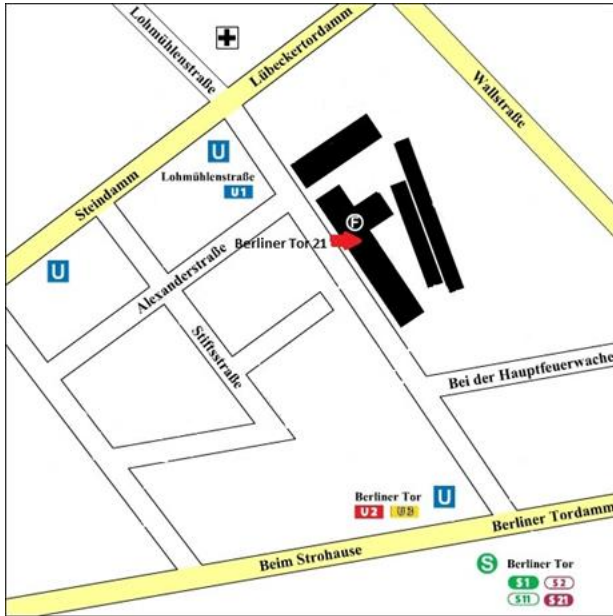 Lohmühlenstraße
Lübeckertordamm
Wallstraße
U
Lohmühlenstraße
U1
Steindamm
F
Berliner Tor 21
U
Alexanderstraße
Stiftsstraße
Bei der Hauptfeuerwache
Berliner Tor
U
U2 U3
Berliner Tordamm
Beim Strohause
S
Berliner Tor
S1 S2
S11 S21